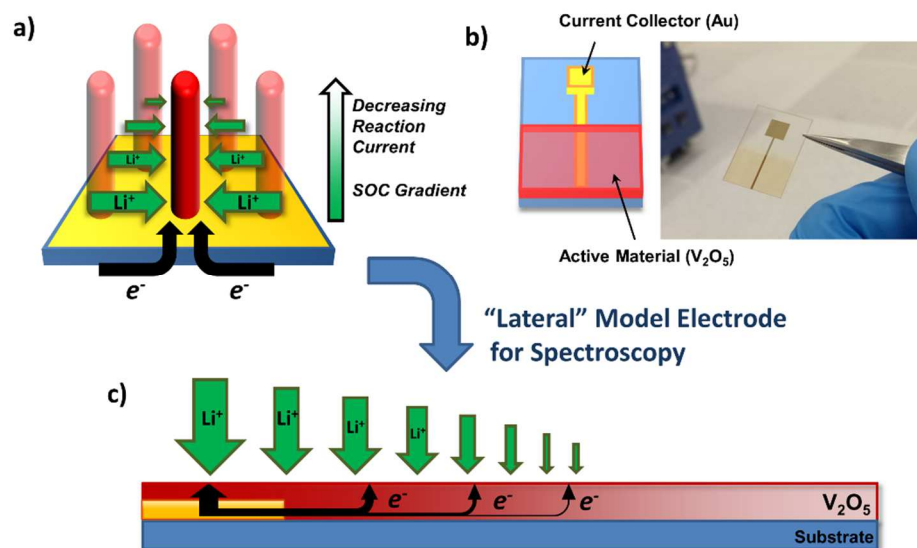 a)
Decreasing
Reaction
Current
SOC Gradient
Li⁺
Li⁺
Li⁺
Li⁺
e⁻
e⁻
b)
Current Collector (Au)
Active Material (V₂O₅)
“Lateral” Model Electrode
for Spectroscopy
c)
Li⁺
Li⁺
Li⁺
Li⁺
e⁻
e⁻
e⁻
V₂O₅
Substrate